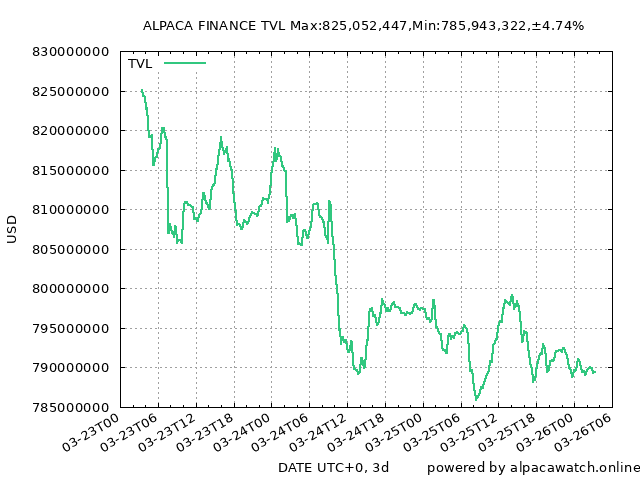 ALPACA FINANCE TVL Max:825,052,447,Min:785,943,322,±4.74%
TVL
830000000
825000000
820000000
815000000
810000000
805000000
800000000
795000000
790000000
785000000
USD
03-23T00
03-23T06
03-23T12
03-23T18
03-24T00
03-24T06
03-24T12
03-24T18
03-25T00
03-25T06
03-25T12
03-25T18
03-26T00
03-26T06
DATE UTC+0, 3d
powered by alpacawatch.online